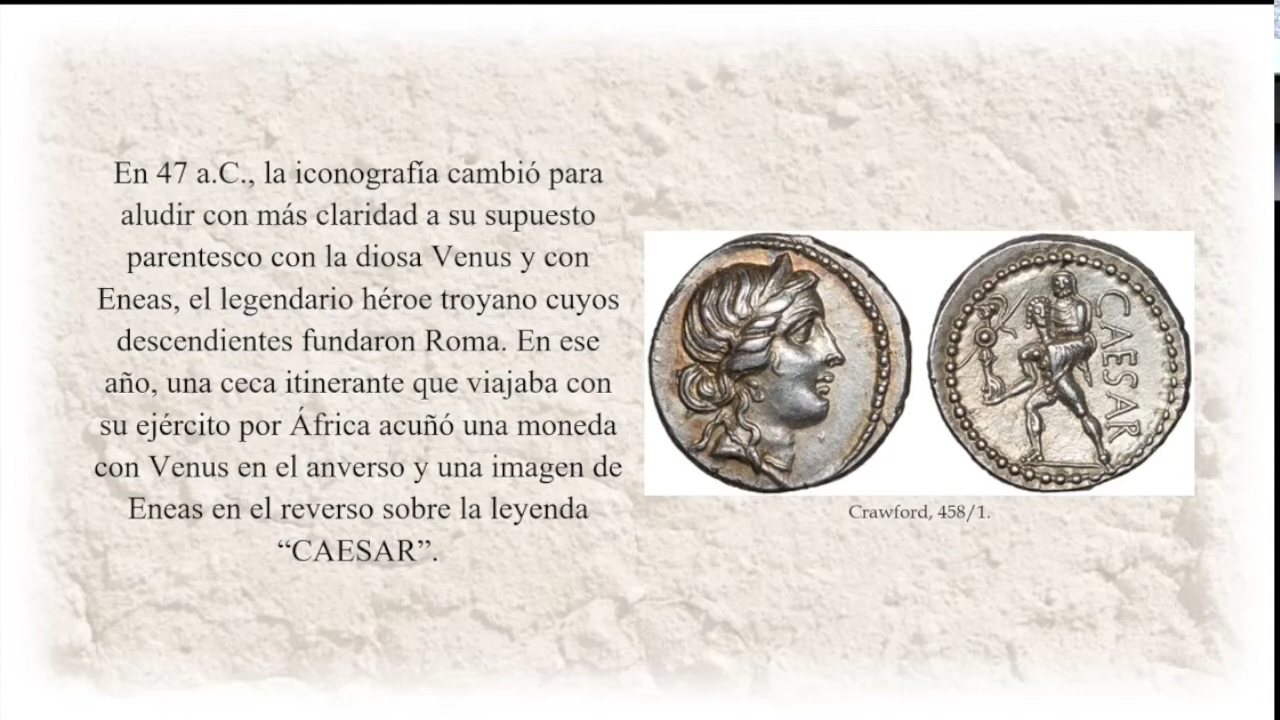 En 47 a.C., la iconografía cambió para
aludir con más claridad a su supuesto
parentesco con la diosa Venus y con
Eneas, el legendario héroe troyano cuyos
descendientes fundaron Roma. En ese
año, una ceca itinerante que viajaba con
su ejército por África acuñó una moneda
con Venus en el anverso y una imagen de
Eneas en el reverso sobre la leyenda
“CAESAR”.
CAESAR
Crawford, 458/1.